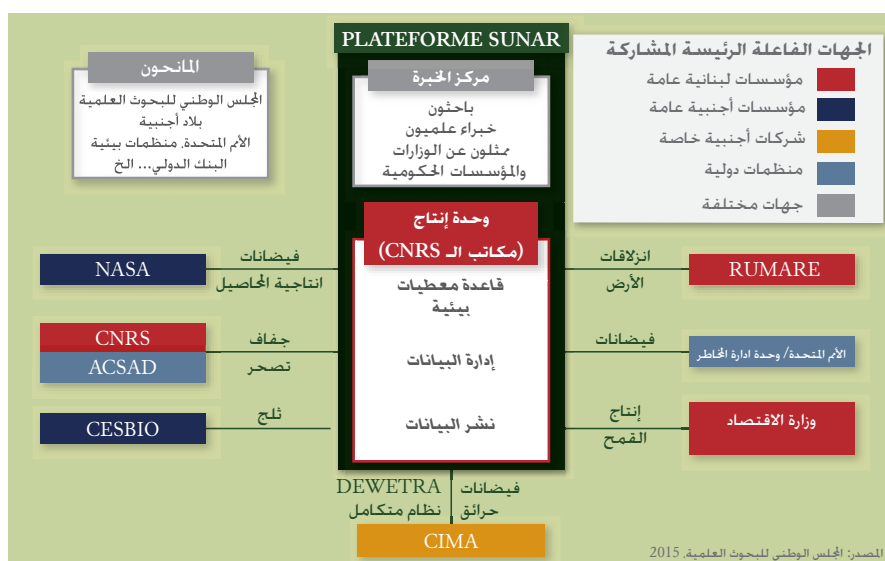 PLATEFORME SUNAR
الجهات الفاعلة الرئيسة المشاركة
مؤسسات لبنانية عامة
مؤسسات أجنبية عامة
شركات أجنبية خاصة
منظمات دولية
جهات مختلفة
مركز الخبرة
باحثون
خبراء علميون
ممثلون عن الوزارات
والمؤسسات الحكومية
المانحون
المجلس الوطني للبحوث العلمية
بلاد أجنبية
الأمم المتحدة، منظمات بيئية
البنك الدولي... الخ
وحدة إنتاج
(مكاتب الـ CNRS)
قاعدة معطيات
بيئية
إدارة البيانات
نشر البيانات
RUMARE
انزلاقات
الأرض
الأمم المتحدة/ وحدة ادارة المخاطر
فيضانات
وزارة الاقتصاد
إنتاج
القمح
NASA
فيضانات
انتاجية المحاصيل
CNRS
ACSAD
جفاف
تصحر
CESBIO
ثلج
فيضانات
حرائق
DEWETRA
نظام متكامل
CIMA
المصدر: المجلس الوطني للبحوث العلمية، 2015